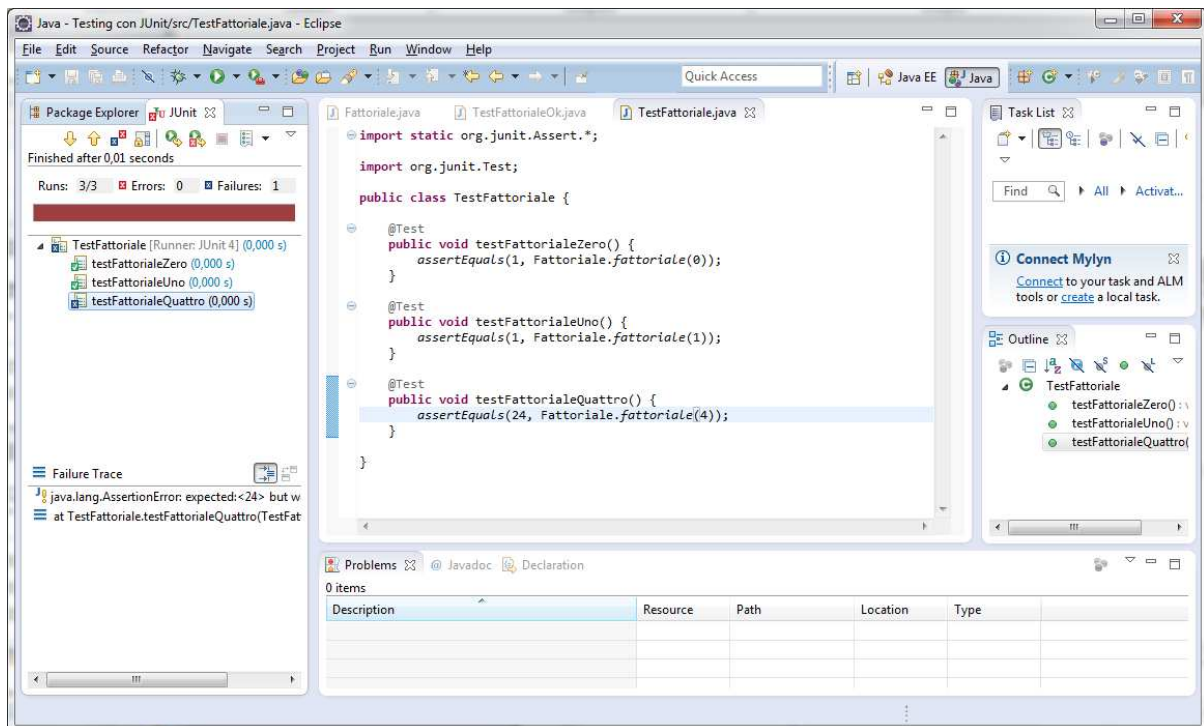 Java - Testing con JUnit/src/TestFattoriale.java - Eclipse
File Edit Source Refactor Navigate Search Project Run Window Help
Quick Access
Java EE
Java
Package Explorer
JUnit
Finished after 0,01 seconds
Runs: 3/3
Errors: 0
Failures: 1
TestFattoriale [Runner: JUnit 4] (0,000 s)
testFattorialeZero (0,000 s)
testFattorialeUno (0,000 s)
testFattorialeQuattro (0,000 s)
Failure Trace
java.lang.AssertionError: expected:<24> but w
at TestFattoriale.testFattorialeQuattro(TestFat
Fattoriale.java
TestFattorialeOk.java
TestFattoriale.java
import static org.junit.Assert.*;
import org.junit.Test;
public class TestFattoriale {
@Test
public void testFattorialeZero() {
assertEquals(1, Fattoriale.fattoriale(0));
}
@Test
public void testFattorialeUno() {
assertEquals(1, Fattoriale.fattoriale(1));
}
@Test
public void testFattorialeQuattro() {
assertEquals(24, Fattoriale.fattoriale(4));
}
}
Task List
Find
All
Activat...
Connect Mylyn
Connect to your task and ALM
tools or create a local task.
Outline
TestFattoriale
testFattorialeZero() : v
testFattorialeUno() : v
testFattorialeQuattro(
Problems
@ Javadoc
Declaration
0 items
Description Resource Path Location Type